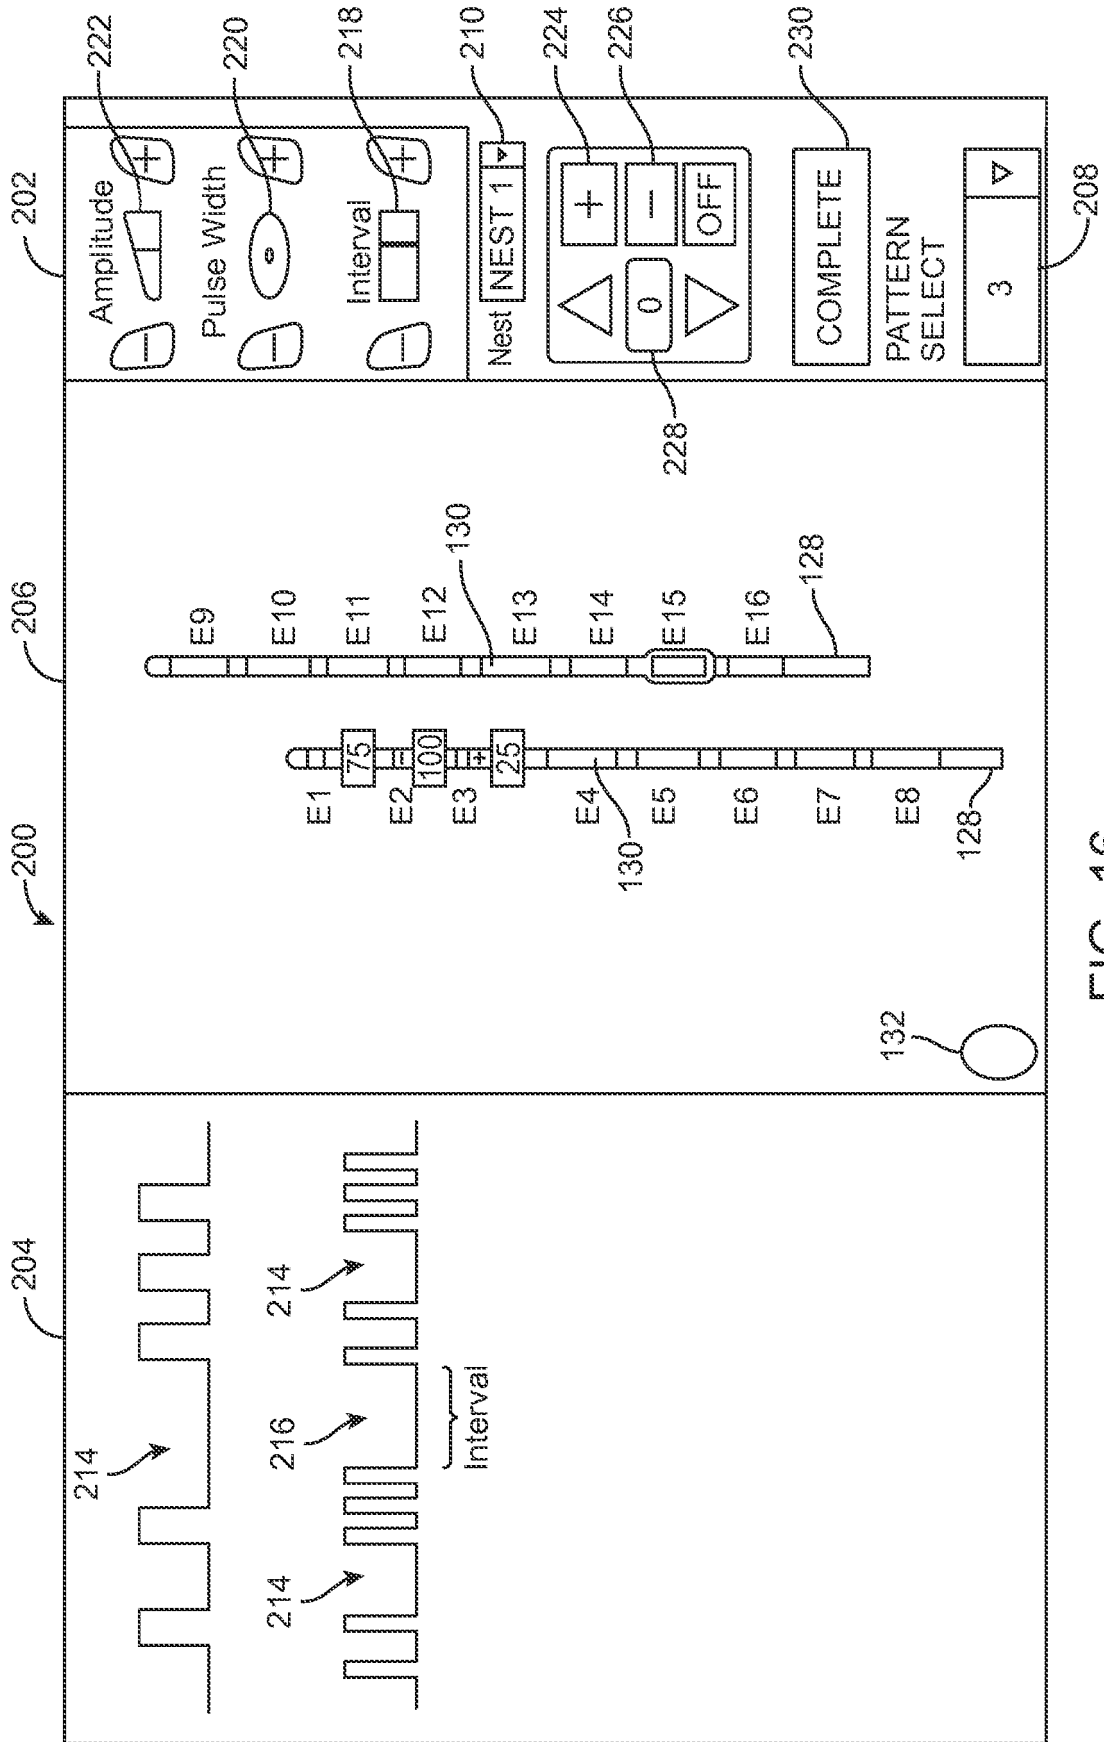 200
204
206
202
214
214
216
214
Interval
132
E1
75
E2
100
E3
25
E4
E5
E6
E7
E8
130
128
E9
E10
E11
E12
E13
E14
E15
E16
130
128
Amplitude
222
Pulse Width
220
Interval
218
Nest NEST 1
210
+
224
−
226
OFF
0
228
COMPLETE
230
PATTERN
SELECT
3
208
FIG.